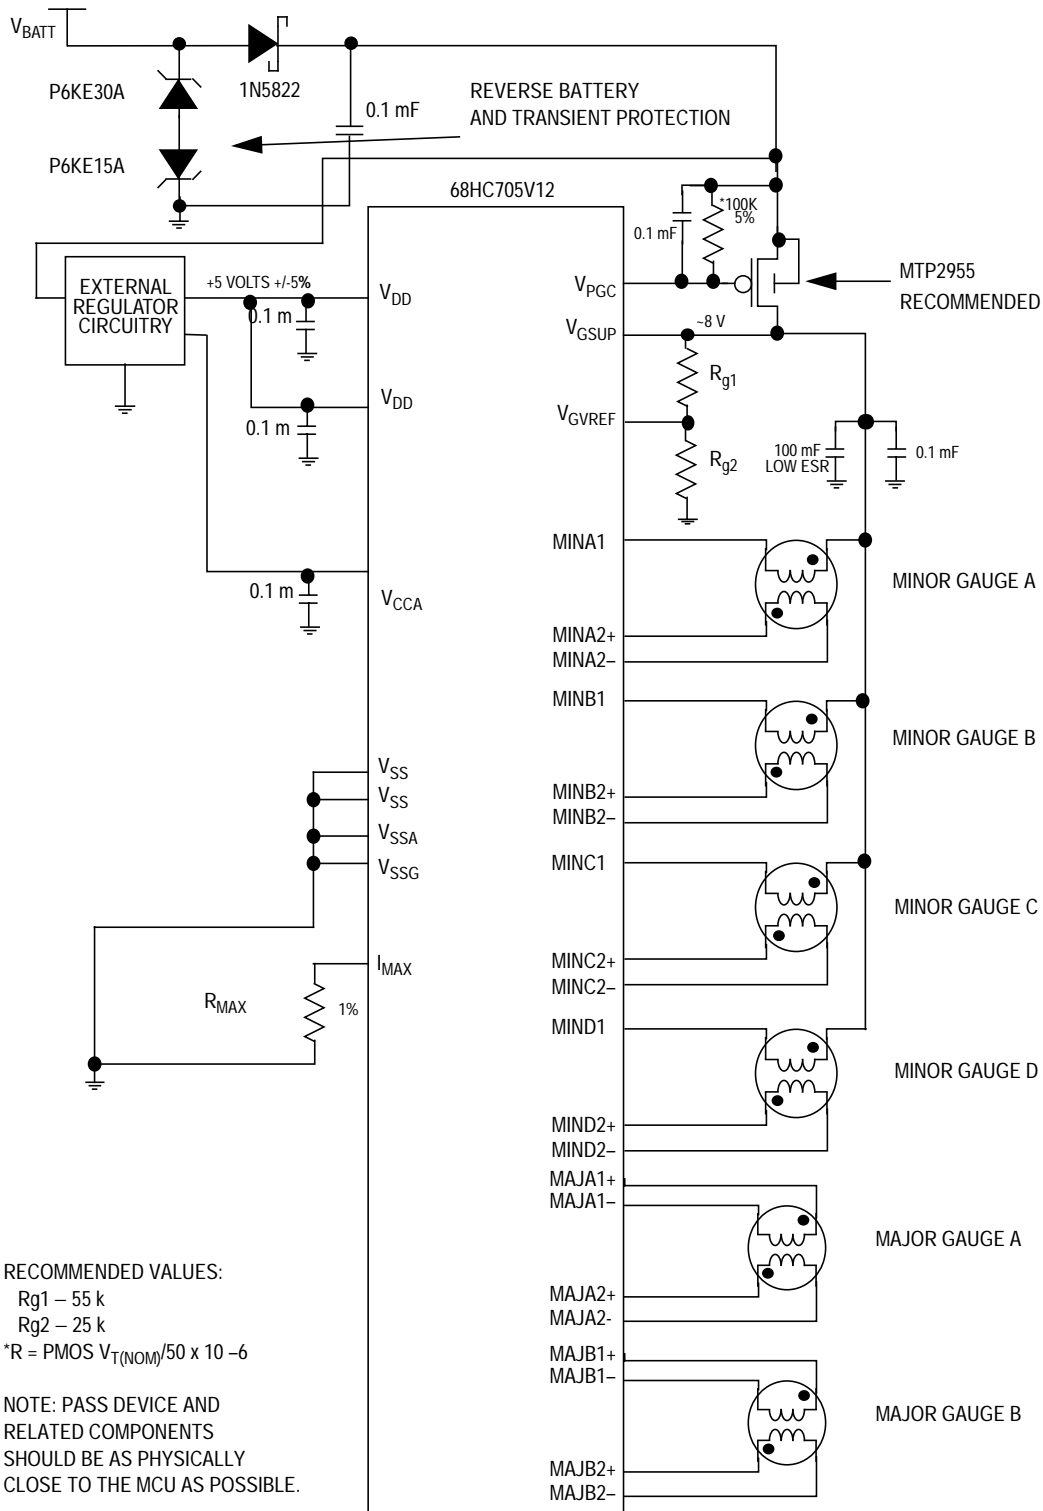 VBATT
P6KE30A
1N5822
0.1 mF
REVERSE BATTERY
AND TRANSIENT PROTECTION
P6KE15A
68HC705V12
*100K
5%
0.1 mF
MTP2955
RECOMMENDED
EXTERNAL
REGULATOR
CIRCUITRY
+5 VOLTS +/-5%
0.1 m
VDD
VPGC
VGSUP
~8 V
Rg1
VDD
0.1 m
VGVREF
Rg2
100 mF
LOW ESR
0.1 mF
MINA1
MINOR GAUGE A
0.1 m
VCCA
MINA2+
MINA2–
MINB1
MINOR GAUGE B
VSS
VSS
VSSA
VSSG
MINB2+
MINB2–
MINC1
MINOR GAUGE C
MINC2+
MINC2–
IMAX
RMAX
1%
MIND1
MINOR GAUGE D
MIND2+
MIND2–
MAJA1+
MAJA1–
MAJOR GAUGE A
MAJA2+
MAJA2-
MAJB1+
MAJB1–
MAJOR GAUGE B
MAJB2+
MAJB2–
RECOMMENDED VALUES:
Rg1 – 55 k
Rg2 – 25 k
*R = PMOS VT(NOM)/50 x 10 –6
NOTE: PASS DEVICE AND
RELATED COMPONENTS
SHOULD BE AS PHYSICALLY
CLOSE TO THE MCU AS POSSIBLE.